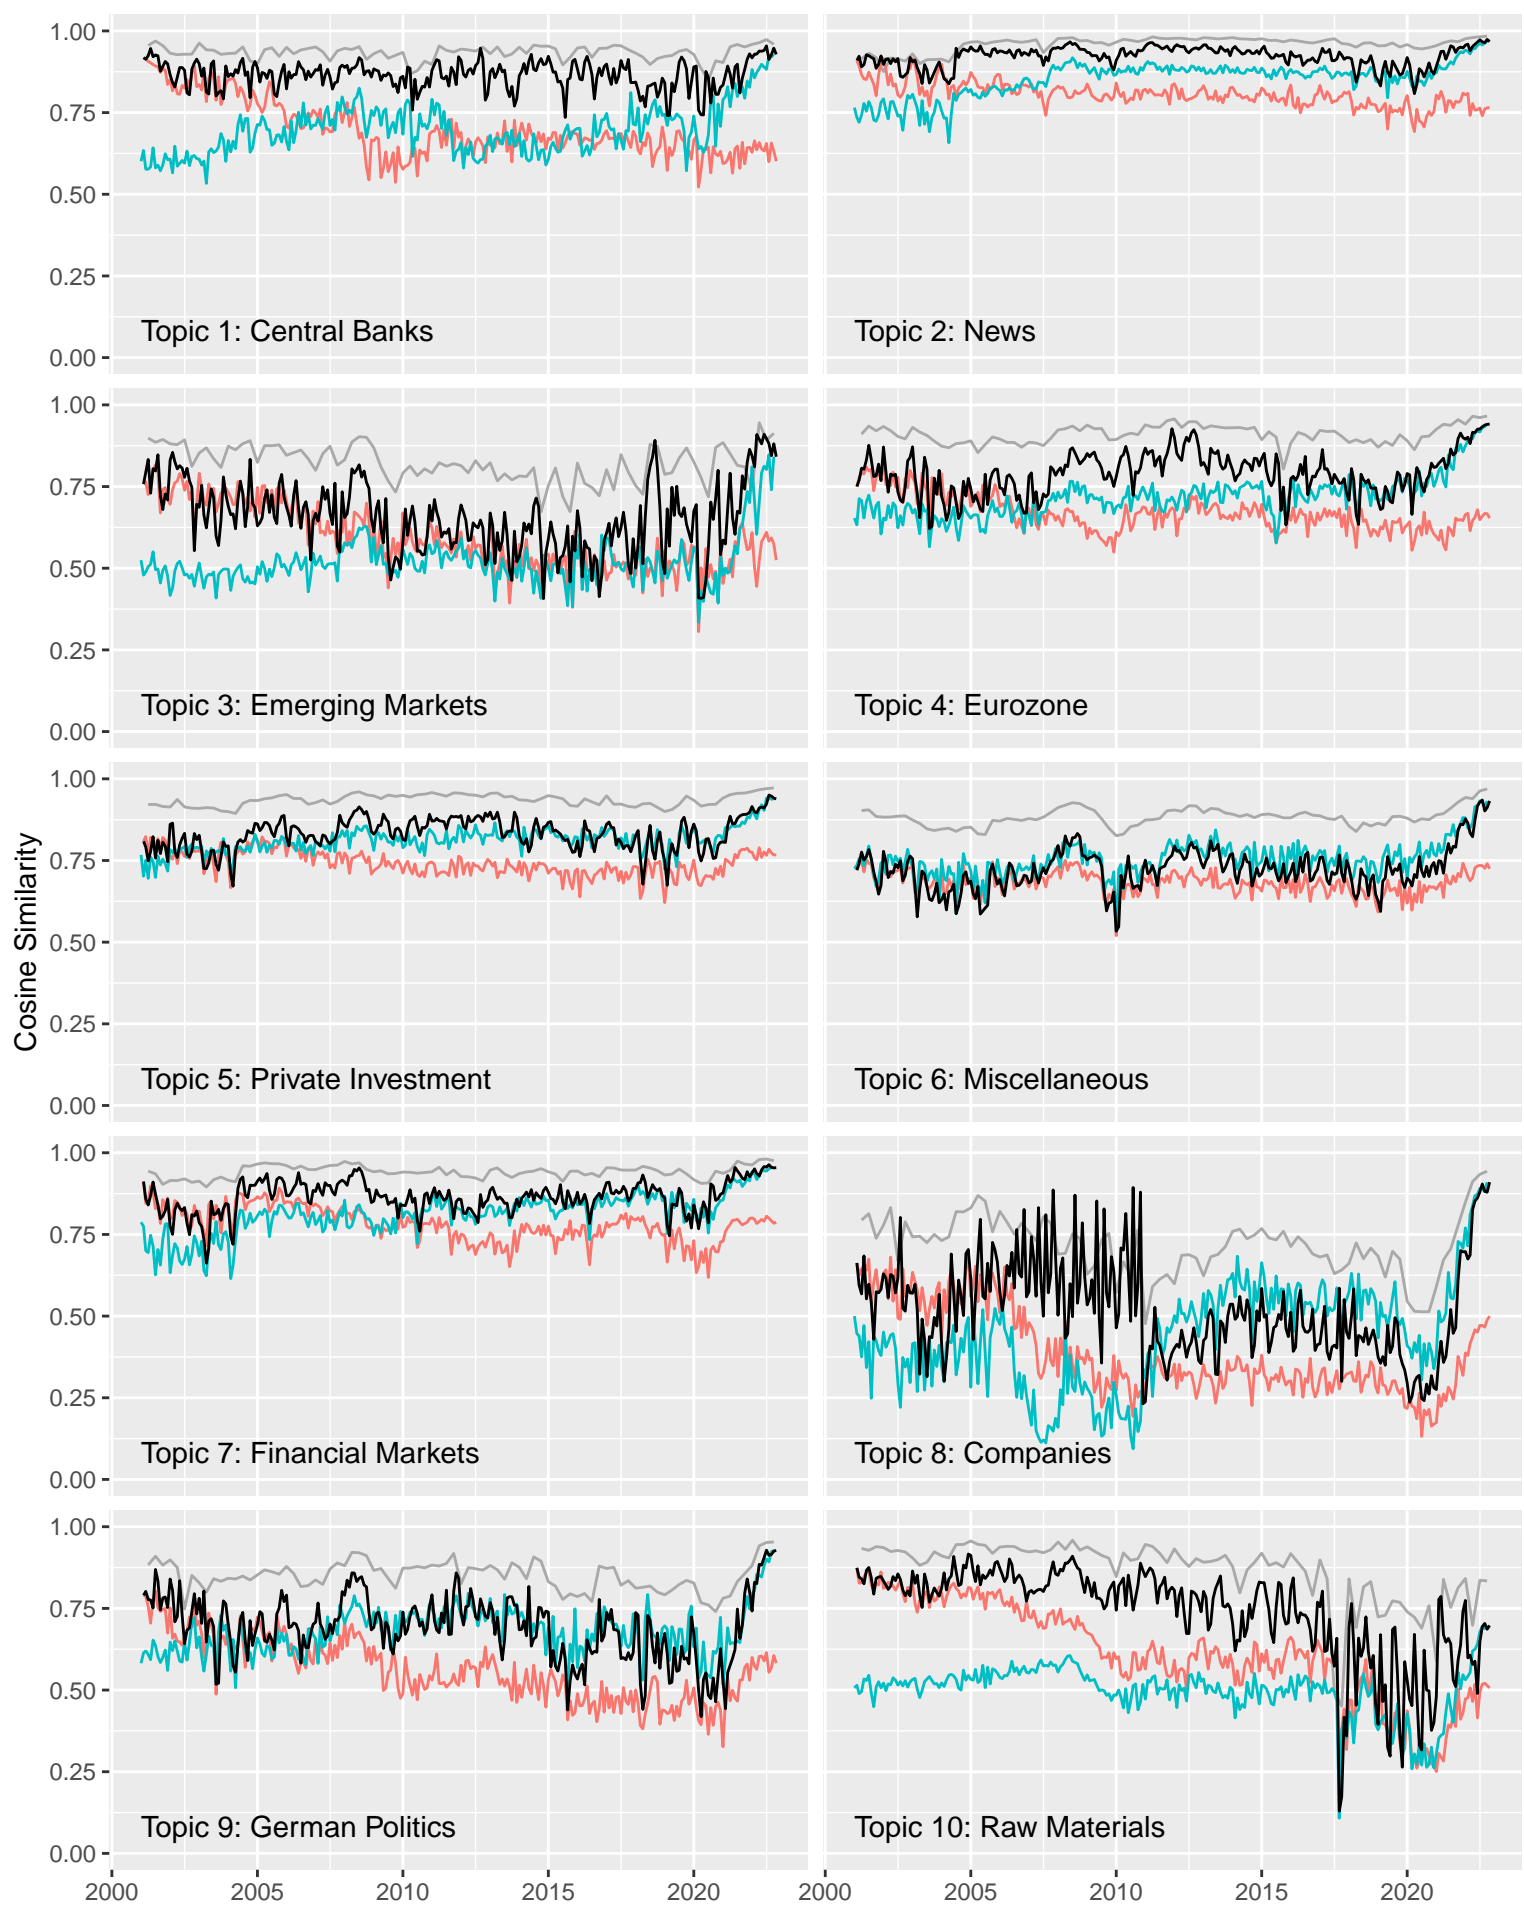 1.00
0.75
0.50
0.25
0.00
Topic 1: Central Banks
Topic 2: News
1.00
0.75
0.50
0.25
0.00
Topic 3: Emerging Markets
Topic 4: Eurozone
1.00
0.75
0.50
0.25
0.00
Topic 5: Private Investment
Topic 6: Miscellaneous
Cosine Similarity
1.00
0.75
0.50
0.25
0.00
Topic 7: Financial Markets
Topic 8: Companies
1.00
0.75
0.50
0.25
0.00
Topic 9: German Politics
Topic 10: Raw Materials
2000 2005 2010 2015 2020 2000 2005 2010 2015 2020